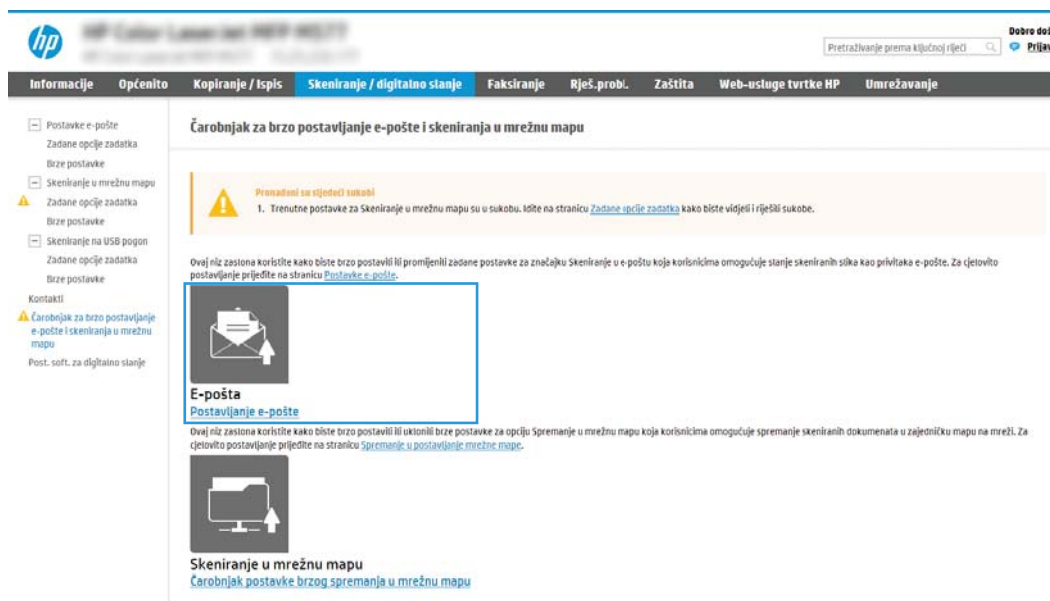 hp
Dobro do
Pretraživanje prema ključnoj riječi
Prijav
Informacije Općenito Kopiranje / Ispis Skeniranje / digitalno slanje Faksiranje Rješ.probl. Zaštita Web-usluge tvrtke HP Umrežavanje
Postavke e-pošte
Zadane opcije zadatka
Brze postavke
Skeniranje u mrežnu mapu
Zadane opcije zadatka
Brze postavke
Skeniranje na USB pogon
Zadane opcije zadatka
Brze postavke
Kontakti
Čarobnjak za brzo postavljanje
e-pošte i skeniranja u mrežnu
mapu
Post. soft. za digitalno slanje
Čarobnjak za brzo postavljanje e-pošte i skeniranja u mrežnu mapu
Pronađeni su sljedeći sukobi
1. Trenutne postavke za Skeniranje u mrežnu mapu su u sukobu. Idite na stranicu Zadane opcije zadatka kako biste vidjeli i riješili sukobe.
Ovaj niz zaslona koristite kako biste brzo postavili ili promijenili zadane postavke za značajku Skeniranje u e-poštu koja korisnicima omogućuje slanje skeniranih slika kao privitaka e-pošte. Za cjelovito
postavljanje prijeđite na stranicu Postavke e-pošte.
E-pošta
Postavljanje e-pošte
Ovaj niz zaslona koristite kako biste brzo postavili ili uklonili brze postavke za opciju Spremanje u mrežnu mapu koja korisnicima omogućuje spremanje skeniranih dokumenata u zajedničku mapu na mreži. Za
cjelovito postavljanje prijeđite na stranicu Spremanje u postavljanje mrežne mape.
Skeniranje u mrežnu mapu
Čarobnjak postavke brzog spremanja u mrežnu mapu